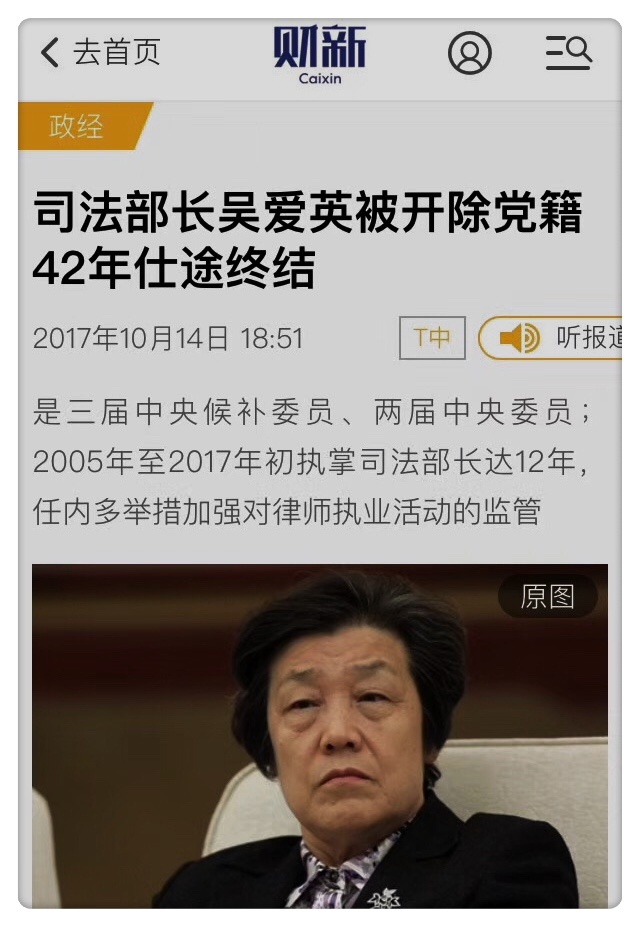 去首页
财新
Caixin
政经
司法部长吴爱英被开除党籍
42年仕途终结
2017年10月14日 18:51
T中
听报道
是三届中央候补委员、两届中央委员；
2005年至2017年初执掌司法部长达12年，
任内多举措加强对律师执业活动的监管
原图